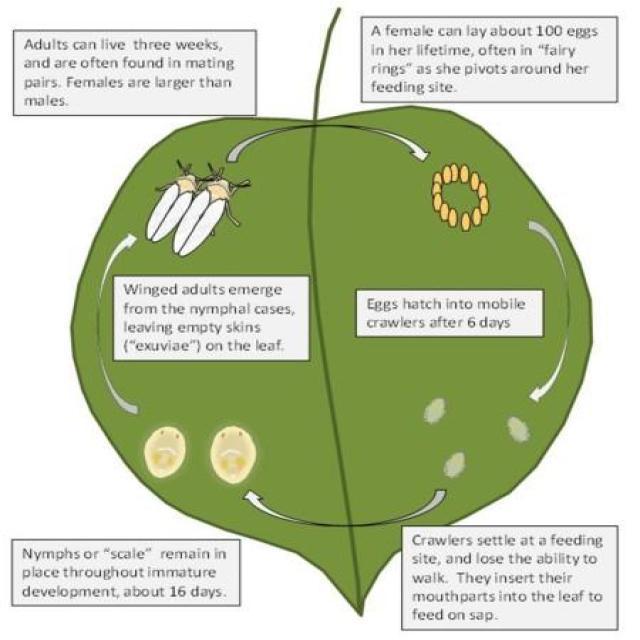 Adults can live three weeks,
and are often found in mating
pairs. Females are larger than
males.
A female can lay about 100 eggs
in her lifetime, often in “fairy
rings” as she pivots around her
feeding site.
Winged adults emerge
from the nymphal cases,
leaving empty skins
(“exuviae”) on the leaf.
Eggs hatch into mobile
crawlers after 6 days
Nymphs or “scale” remain in
place throughout immature
development, about 16 days.
Crawlers settle at a feeding
site, and lose the ability to
walk. They insert their
mouthparts into the leaf to
feed on sap.